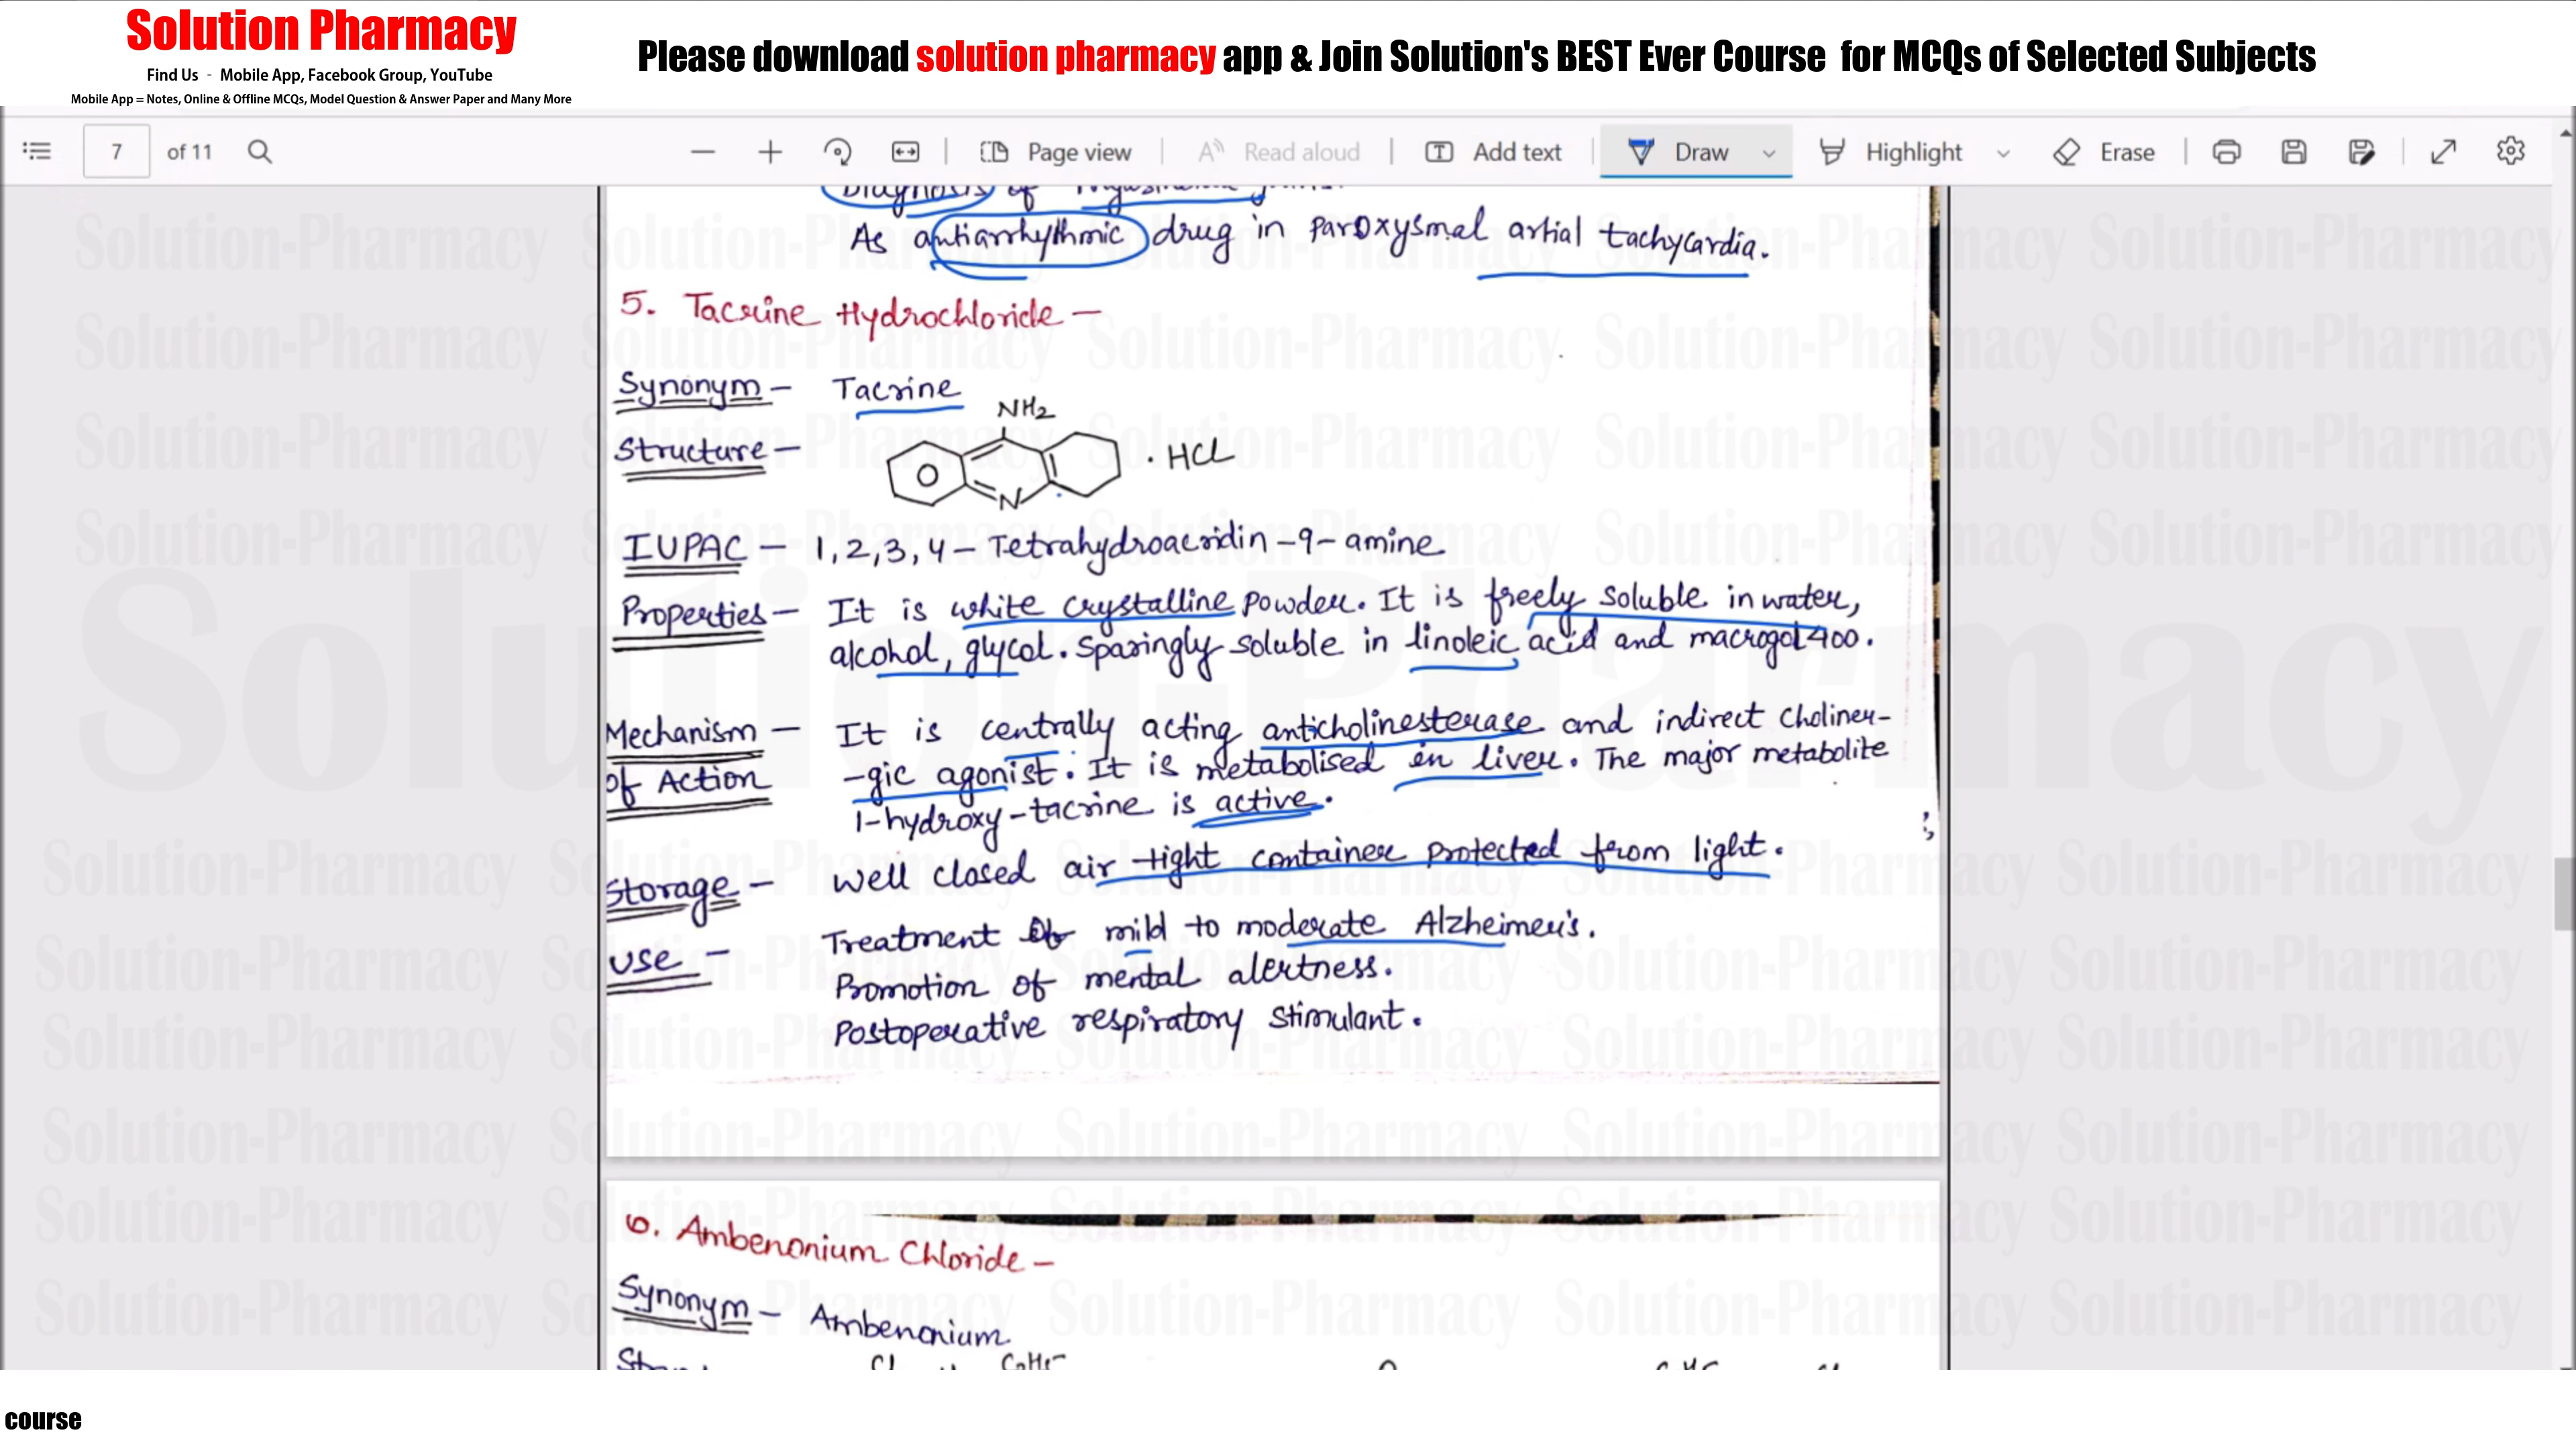 Solution Pharmacy
Find Us - Mobile App, Facebook Group, YouTube
Mobile App = Notes, Online & Offline MCQs, Model Question & Answer Paper and Many More
Please download solution pharmacy app & Join Solution's BEST Ever Course for MCQs of Selected Subjects
7 of 11 Page view Read aloud Add text Draw Highlight Erase
Diagnosis of
As antiarrhythmic drug in paroxysmal artial tachycardia.
5. Tacrine Hydrochloride -
Synonym - Tacrine
NH2
Structure - · HCl
N
IUPAC - 1,2,3,4-Tetrahydroacridin-9-amine
Properties - It is white crystalline powder. It is freely soluble in water,
alcohol, glycol. Sparingly soluble in linoleic acid and macrogol 400.
Mechanism - It is centrally acting anticholinesterase and indirect choliner-
of Action -gic agonist. It is metabolised in liver. The major metabolite
1-hydroxy-tacrine is active.
Storage - Well closed air tight container protected from light.
Use - Treatment of mild to moderate Alzheimer's.
Promotion of mental alertness.
Postoperative respiratory stimulant.
6. Ambenonium Chloride -
Synonym - Ambenonium
course
Solution-Pharmacy